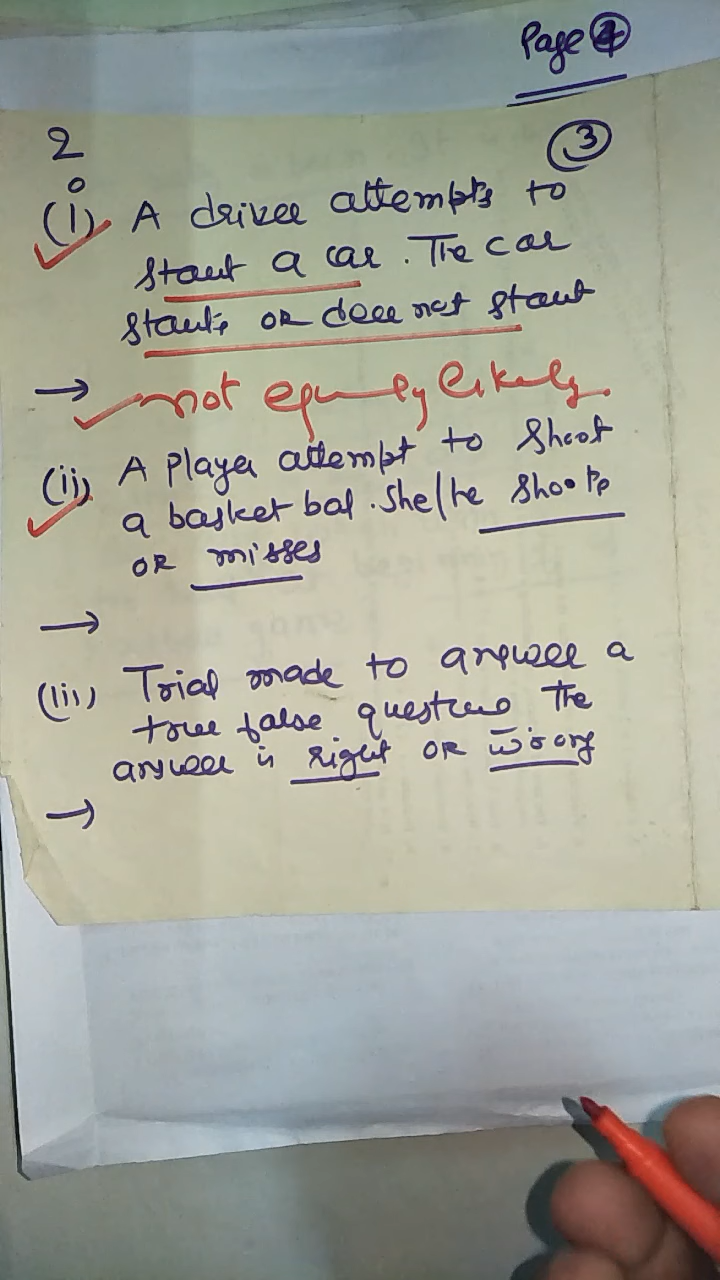 Page 4
2
3
(i) A driver attempts to
start a car. The car
starts OR does not start
→ not equally likely.
(ii) A Player attempt to Shoot
a basket bal. She/he Shoots
OR misses
→
(iii) Trial made to answer a
true false question The
answer is right OR wrong
→